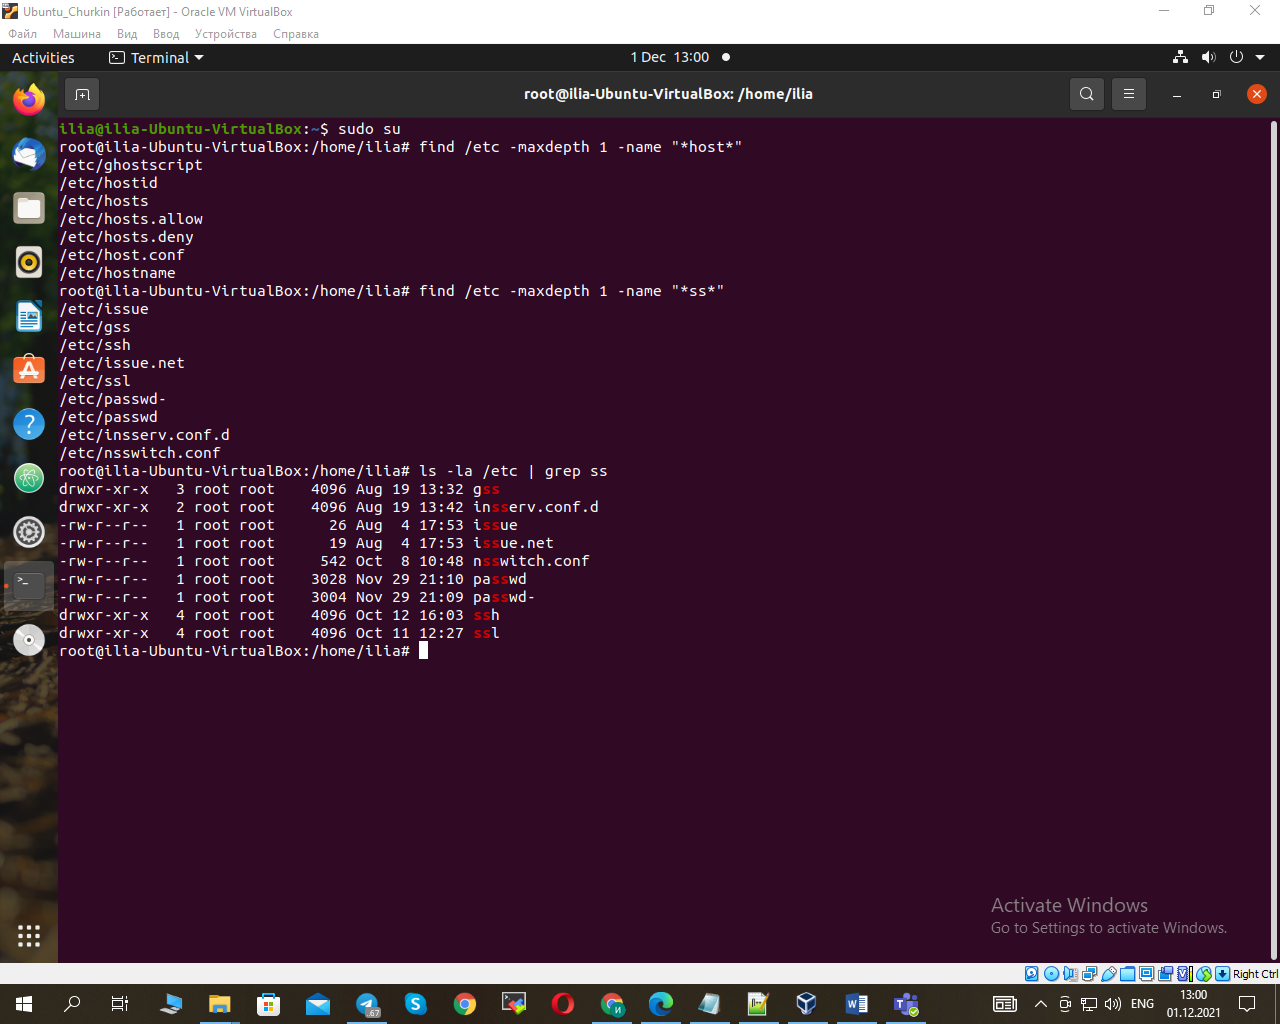 Ubuntu_Churkin [Работает] - Oracle VM VirtualBox
Файл Машина Вид Ввод Устройства Справка
Activities Terminal 1 Dec 13:00
root@ilia-Ubuntu-VirtualBox: /home/ilia
ilia@ilia-Ubuntu-VirtualBox:~$ sudo su
root@ilia-Ubuntu-VirtualBox:/home/ilia# find /etc -maxdepth 1 -name "*host*"
/etc/ghostscript
/etc/hostid
/etc/hosts
/etc/hosts.allow
/etc/hosts.deny
/etc/host.conf
/etc/hostname
root@ilia-Ubuntu-VirtualBox:/home/ilia# find /etc -maxdepth 1 -name "*ss*"
/etc/issue
/etc/gss
/etc/ssh
/etc/issue.net
/etc/ssl
/etc/passwd-
/etc/passwd
/etc/insserv.conf.d
/etc/nsswitch.conf
root@ilia-Ubuntu-VirtualBox:/home/ilia# ls -la /etc | grep ss
drwxr-xr-x   3 root root    4096 Aug 19 13:32 gss
drwxr-xr-x   2 root root    4096 Aug 19 13:42 insserv.conf.d
-rw-r--r--   1 root root      26 Aug  4 17:53 issue
-rw-r--r--   1 root root      19 Aug  4 17:53 issue.net
-rw-r--r--   1 root root     542 Oct  8 10:48 nsswitch.conf
-rw-r--r--   1 root root    3028 Nov 29 21:10 passwd
-rw-r--r--   1 root root    3004 Nov 29 21:09 passwd-
drwxr-xr-x   4 root root    4096 Oct 12 16:03 ssh
drwxr-xr-x   4 root root    4096 Oct 11 12:27 ssl
root@ilia-Ubuntu-VirtualBox:/home/ilia#
Activate Windows
Go to Settings to activate Windows.
Right Ctrl
67
ENG
13:00
01.12.2021